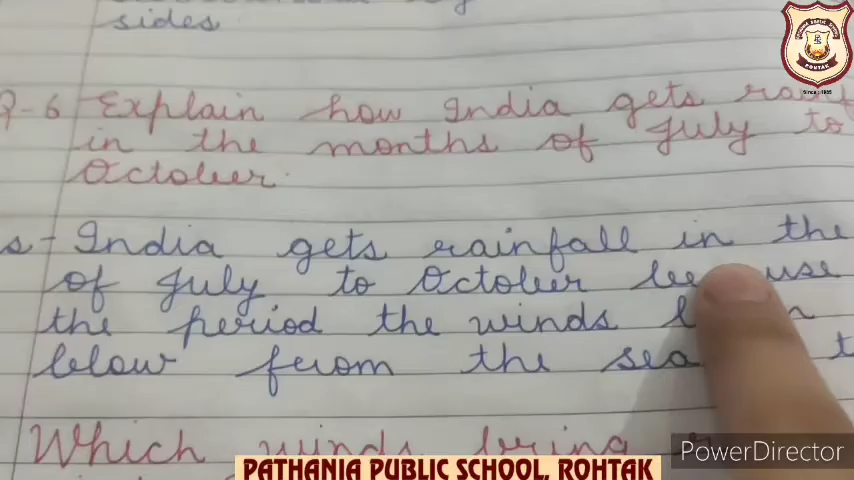 sides
Q-6 Explain how India gets
in the months of July to
October.
India gets rainfall in the
of July to October
the period the winds
blow from the sea
Which winds bring
PATHANIA PUBLIC SCHOOL, ROHTAK
PowerDirector
ROHTAK